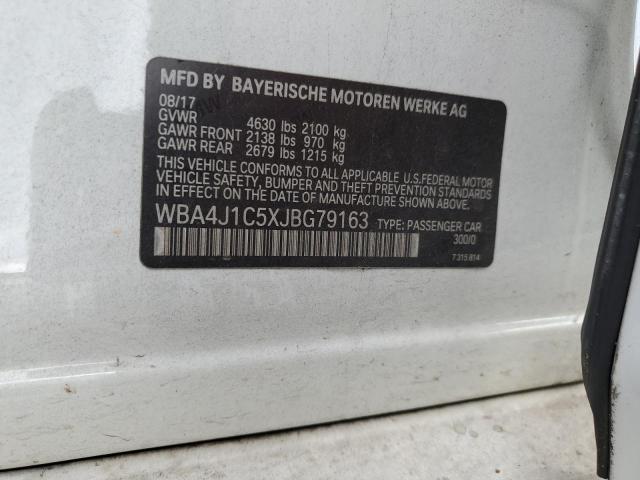 MFD BY BAYERISCHE MOTOREN WERKE AG
08/17
GVWR 4630 lbs 2100 kg
GAWR FRONT 2138 lbs 970 kg
GAWR REAR 2679 lbs 1215 kg
THIS VEHICLE CONFORMS TO ALL APPLICABLE U.S.FEDERAL MOTOR
VEHICLE SAFETY, BUMPER AND THEFT PREVENTION STANDARDS
IN EFFECT ON THE DATE OF MANUFACTURE SHOWN ABOVE.
WBA4J1C5XJBG79163 TYPE: PASSENGER CAR
300/0
7 315 814